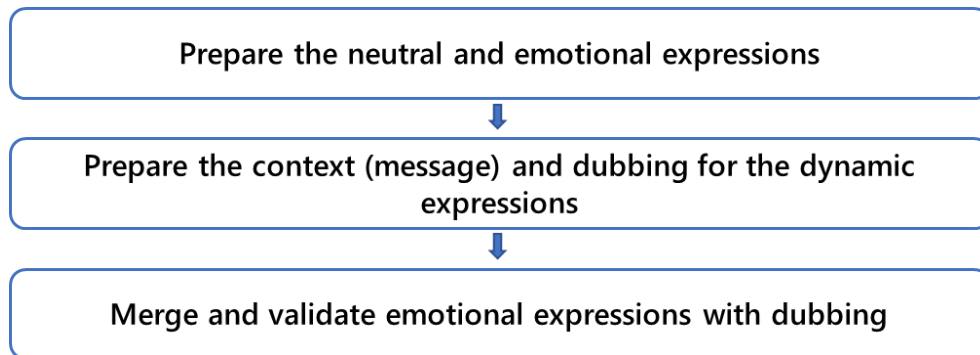 Prepare the neutral and emotional expressions
Prepare the context (message) and dubbing for the dynamic
expressions
Merge and validate emotional expressions with dubbing